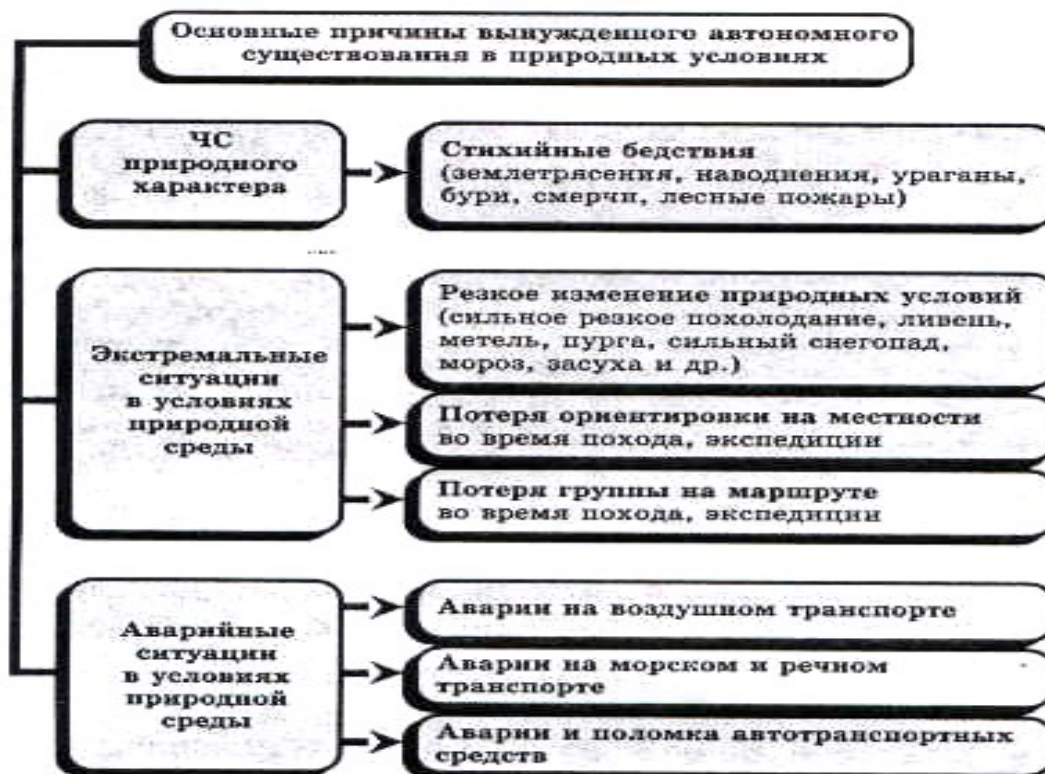 Основные причины вынужденного автономного
существования в природных условиях
ЧС
природного
характера
Стихийные бедствия
(землетрясения, наводнения, ураганы,
бури, смерчи, лесные пожары)
Экстремальные
ситуации
в условиях
природной
среды
Резкое изменение природных условий
(сильное резкое похолодание, ливень,
метель, пурга, сильный снегопад,
мороз, засуха и др.)
Потеря ориентировки на местности
во время похода, экспедиции
Потеря группы на маршруте
во время похода, экспедиции
Аварийные
ситуации
в условиях
природной
среды
Аварии на воздушном транспорте
Аварии на морском и речном
транспорте
Аварии и поломка автотранспортных
средств